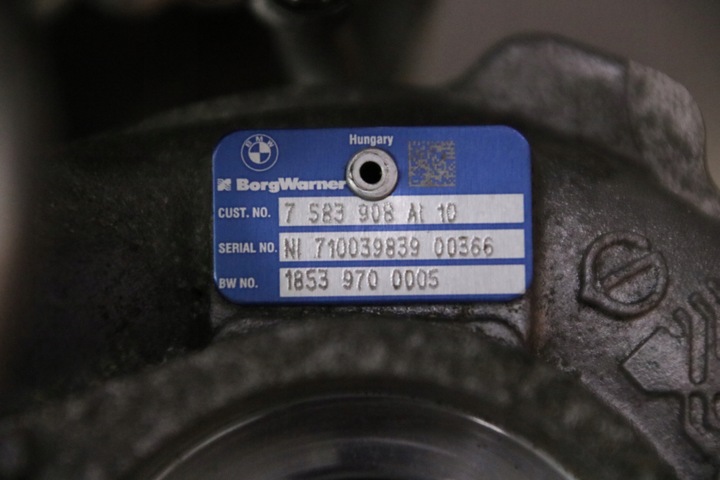 BMW
Hungary
BorgWarner
CUST. NO. 7 583 908 AI 10
SERIAL NO. NI 710039839 00366
BW NO. 1853 970 0005